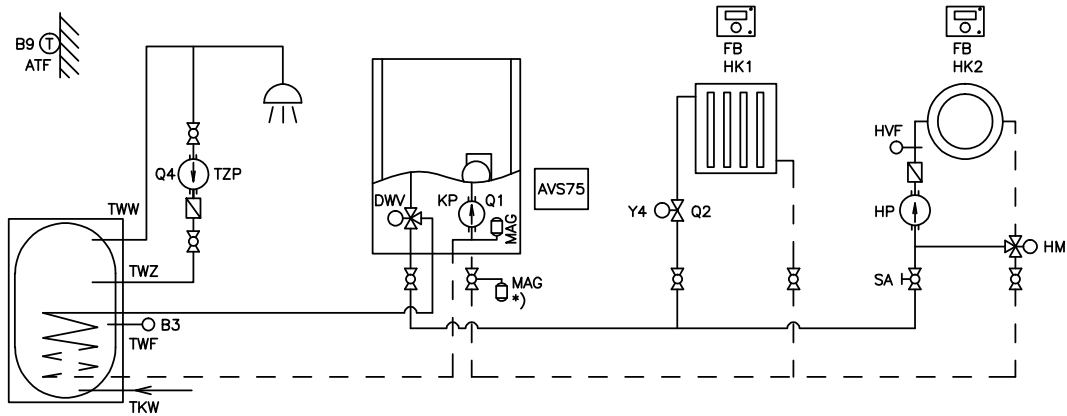 B9 T
ATF
FB
HK1
FB
HK2
HVF
Q4 TZP
AVS75
DWV
KP Q1
MAG
Y4 Q2
HP
TWW
HM
TWZ
MAG
*)
SA
B3
TWF
TKW